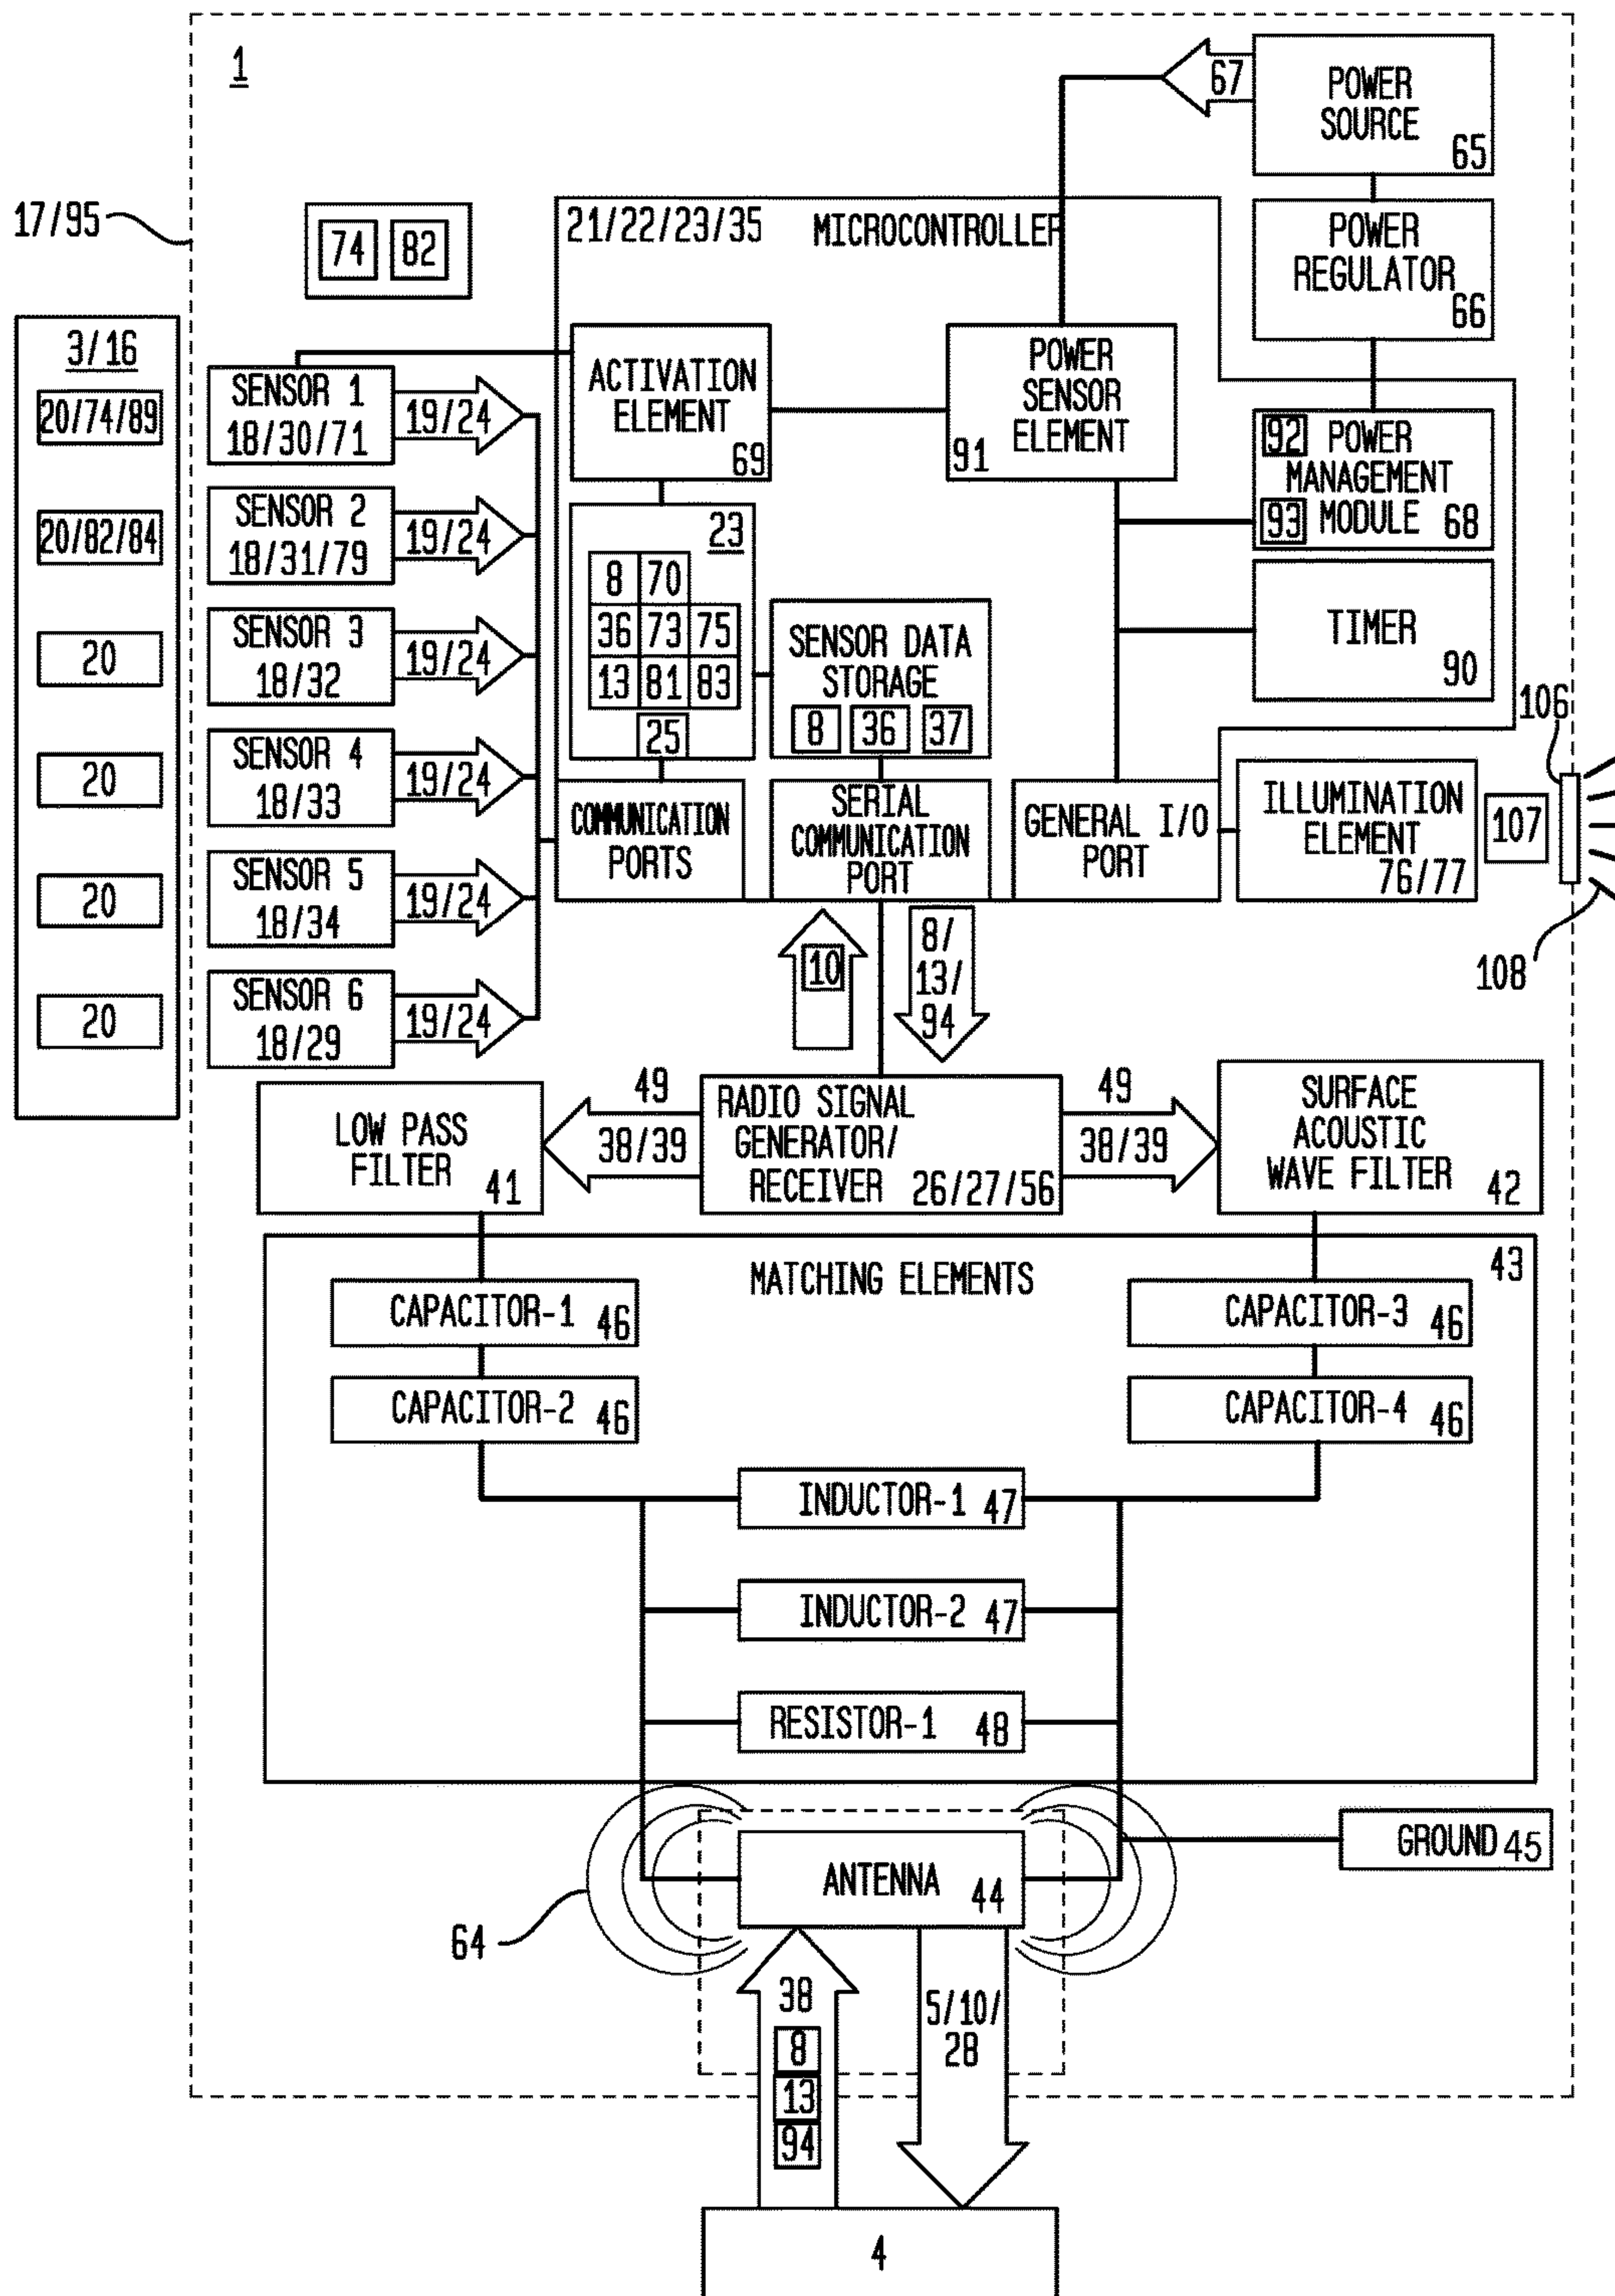 1
67
POWER
SOURCE
65
17/95
74 82
21/22/23/35 MICROCONTROLLER
POWER
REGULATOR
66
3/16
20/74/89
20/82/84
20
20
20
20
SENSOR 1
18/30/71
19/24
SENSOR 2
18/31/79
19/24
SENSOR 3
18/32
19/24
SENSOR 4
18/33
19/24
SENSOR 5
18/34
19/24
SENSOR 6
18/29
19/24
ACTIVATION
ELEMENT
69
POWER
SENSOR
ELEMENT
91
92 POWER
MANAGEMENT
93 MODULE 68
23
8 70
36 73 75
13 81 83
25
SENSOR DATA
STORAGE
8 36 37
TIMER
90
106
COMMUNICATION
PORTS
SERIAL
COMMUNICATION
PORT
GENERAL I/O
PORT
ILLUMINATION
ELEMENT
76/77
107
108
10
8/
13/
94
LOW PASS
FILTER
41
49
38/39
RADIO SIGNAL
GENERATOR/
RECEIVER 26/27/56
49
38/39
SURFACE
ACOUSTIC
WAVE FILTER
42
MATCHING ELEMENTS
43
CAPACITOR-1 46
CAPACITOR-3 46
CAPACITOR-2 46
CAPACITOR-4 46
INDUCTOR-1 47
INDUCTOR-2 47
RESISTOR-1 48
ANTENNA 44
GROUND 45
64
38
8
13
94
5/10/
28
4